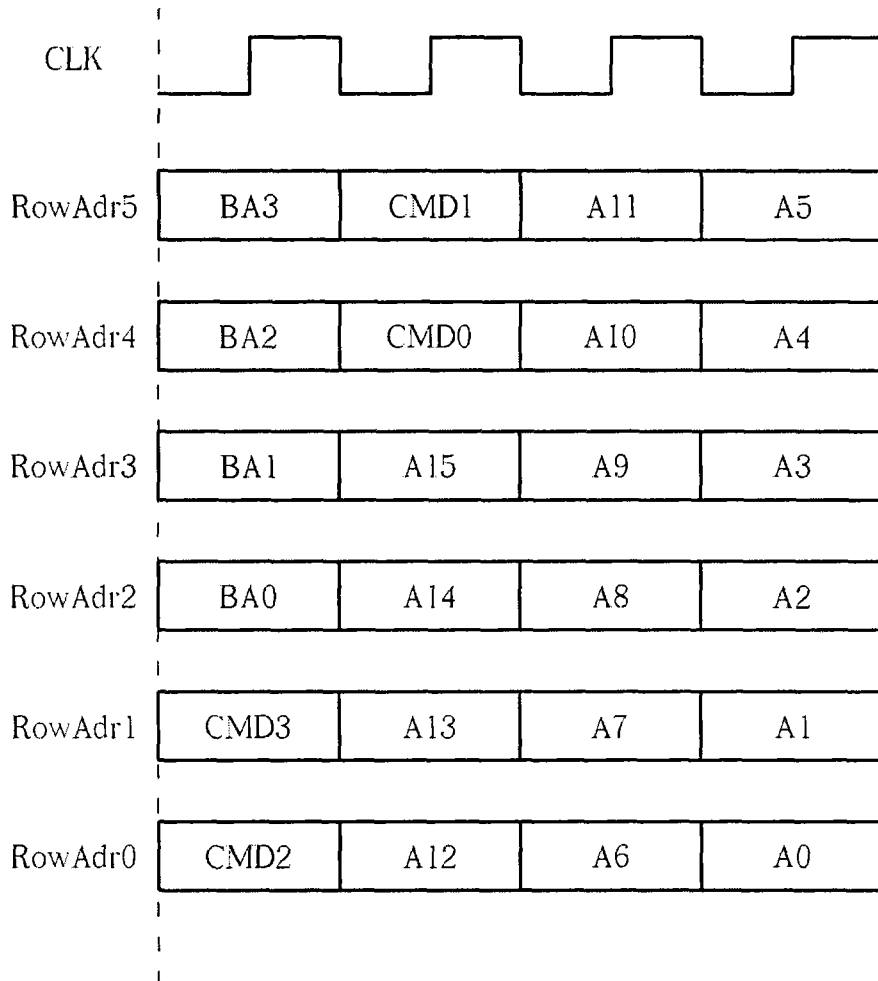 CLK
RowAdr5 BA3 CMD1 A11 A5
RowAdr4 BA2 CMD0 A10 A4
RowAdr3 BA1 A15 A9 A3
RowAdr2 BA0 A14 A8 A2
RowAdr1 CMD3 A13 A7 A1
RowAdr0 CMD2 A12 A6 A0